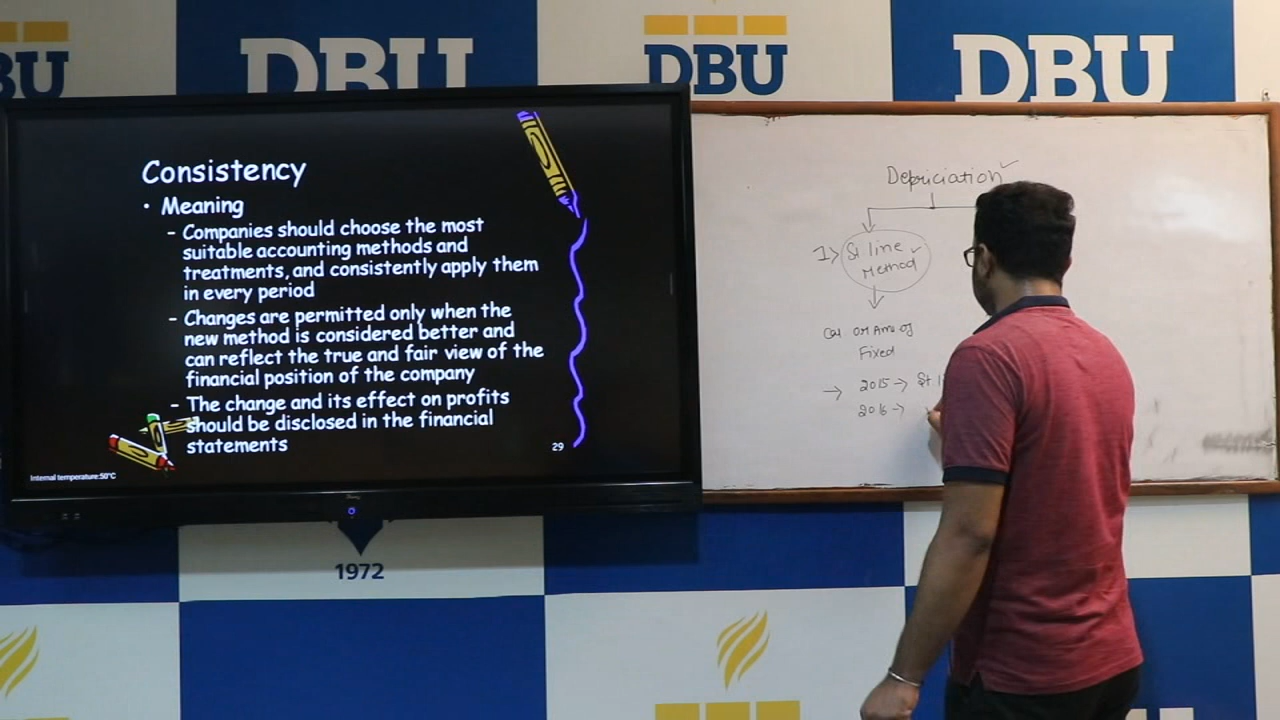 DBU
DBU
DBU
DBU
Consistency
• Meaning
– Companies should choose the most
suitable accounting methods and
treatments, and consistently apply them
in every period
– Changes are permitted only when the
new method is considered better and
can reflect the true and fair view of the
financial position of the company
– The change and its effect on profits
should be disclosed in the financial
statements
29
Internal temperature:50°C
Depriciation
1> St line
Method
Cal or Amo of
Fixed
→ 2015 → St
2016 →
1972